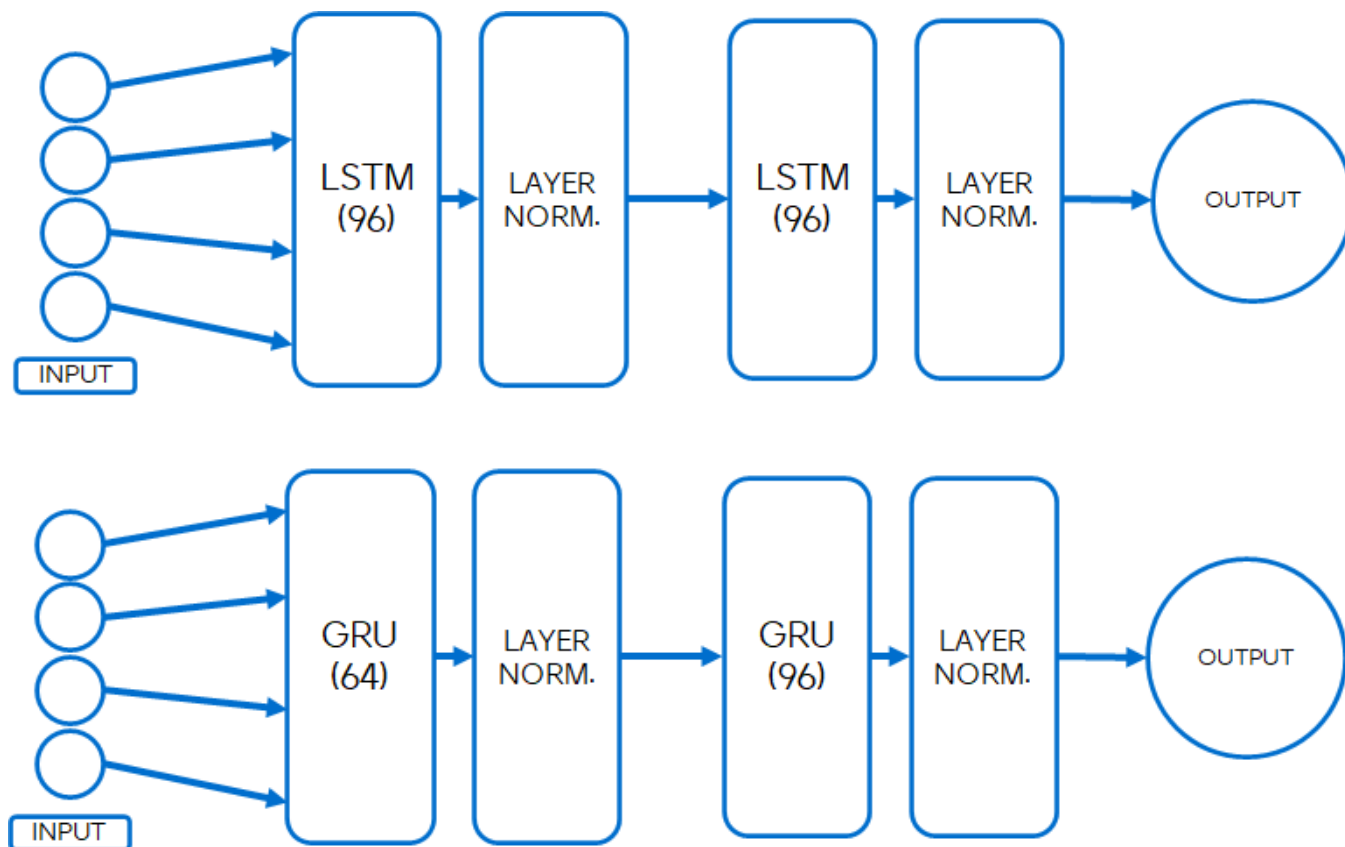 LSTM
(96)
LAYER
NORM.
LSTM
(96)
LAYER
NORM.
OUTPUT
INPUT
GRU
(64)
LAYER
NORM.
GRU
(96)
LAYER
NORM.
OUTPUT
INPUT